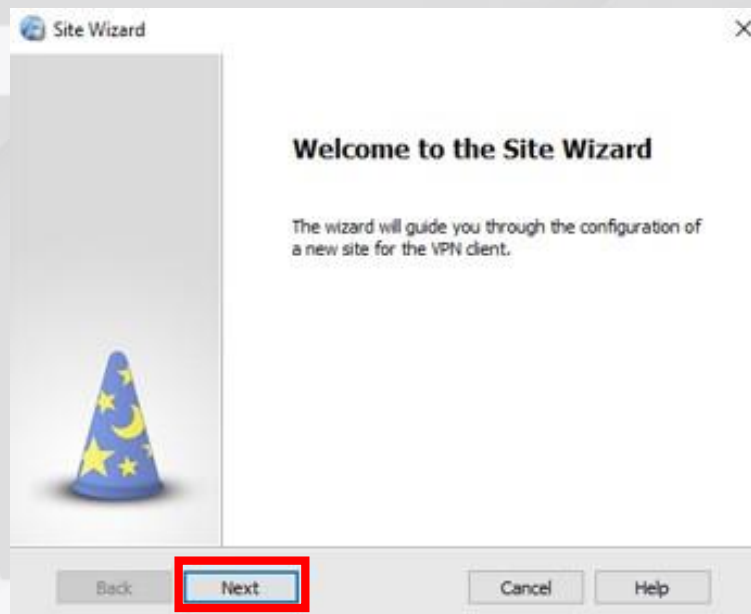 Site Wizard
Welcome to the Site Wizard
The wizard will guide you through the configuration of
a new site for the VPN client.
Back
Next
Cancel
Help